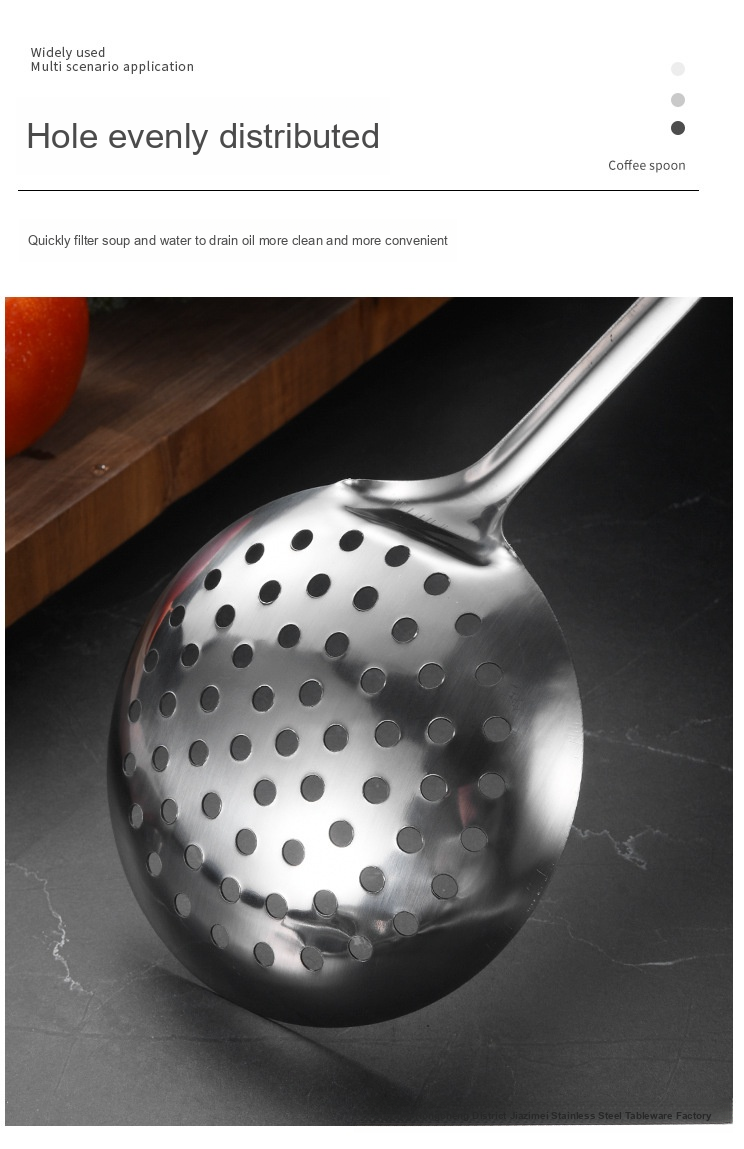 Widely used
Multi scenario application
Hole evenly distributed
Coffee spoon
Quickly filter soup and water to drain oil more clean and more convenient
District Jiazimei Stainless Steel Tableware Factory